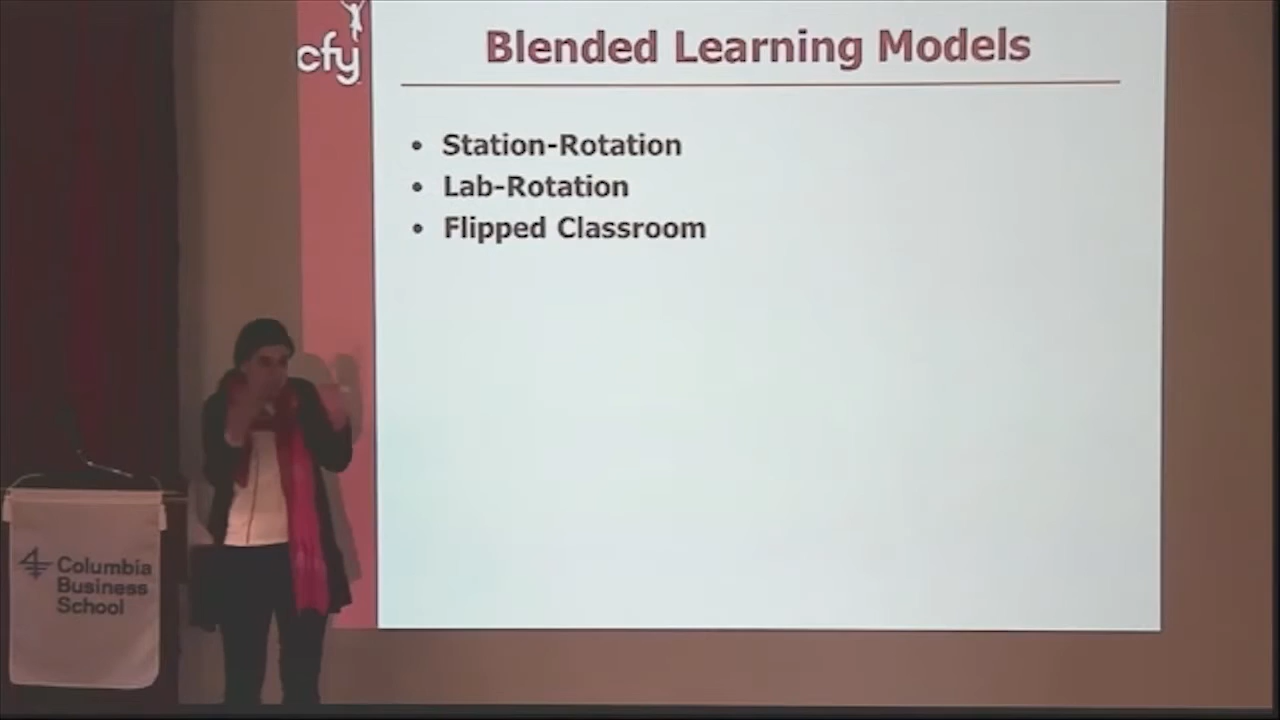 cfy
Blended Learning Models
• Station-Rotation
• Lab-Rotation
• Flipped Classroom
Columbia
Business
School